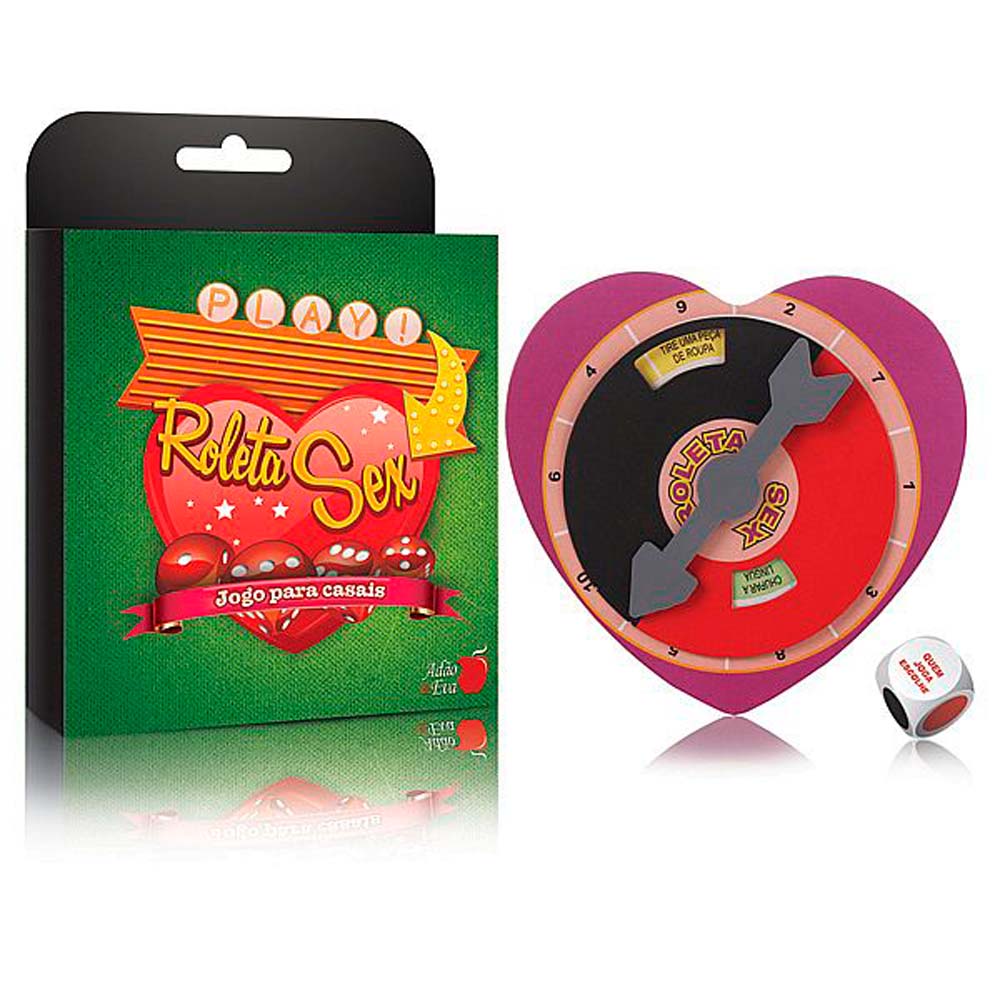 PLAY!
Roleta Sex
Jogo para casais
Adão
&Eva
9
2
7
1
3
8
5
10
6
4
TIRE UMA PEÇA
DE ROUPA
ROLETA
SEX
CHUPAR A
LÍNGUA
QUEM
JOGA
ESCOLHE